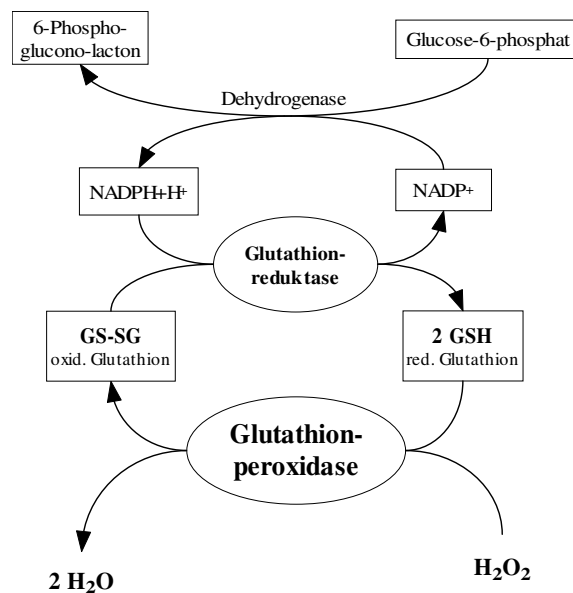 6-Phospho-
glucono-lacton
Glucose-6-phosphat
Dehydrogenase
NADPH+H⁺
NADP⁺
Glutathion-
reduktase
GS-SG
oxid. Glutathion
2 GSH
red. Glutathion
Glutathion-
peroxidase
2 H₂O
H₂O₂